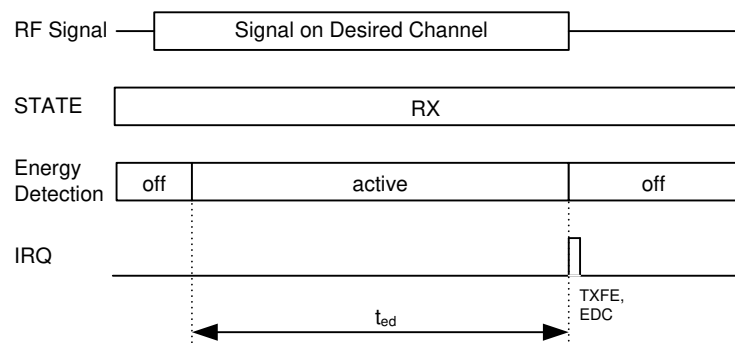 RF Signal
Signal on Desired Channel
STATE
RX
Energy
Detection
off
active
off
IRQ
TXFE,
EDC
ted